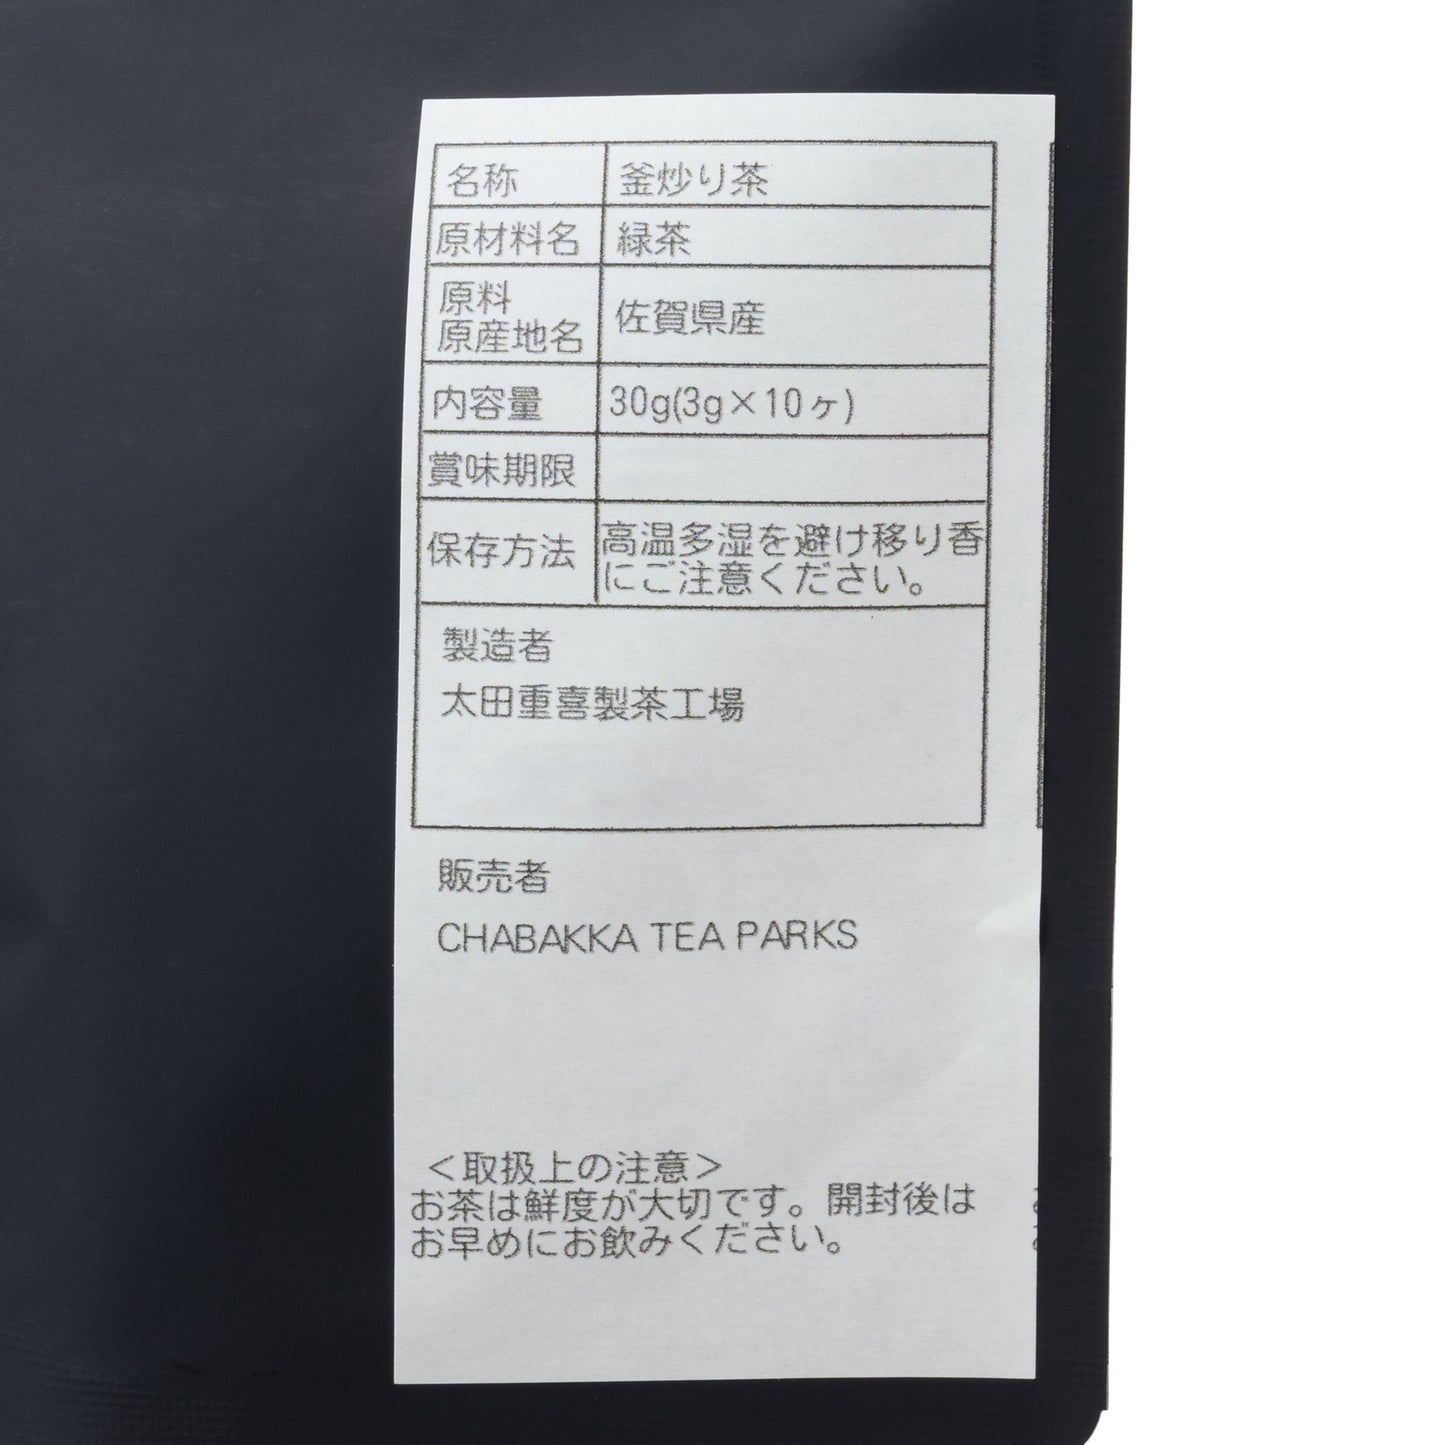 名称 釜炒り茶
原材料名 緑茶
原料
原産地名 佐賀県産
内容量 30g(3g×10ヶ)
賞味期限
保存方法 高温多湿を避け移り香
にご注意ください。
製造者
太田重喜製茶工場
販売者
CHABAKKA TEA PARKS
＜取扱上の注意＞
お茶は鮮度が大切です。開封後は
お早めにお飲みください。